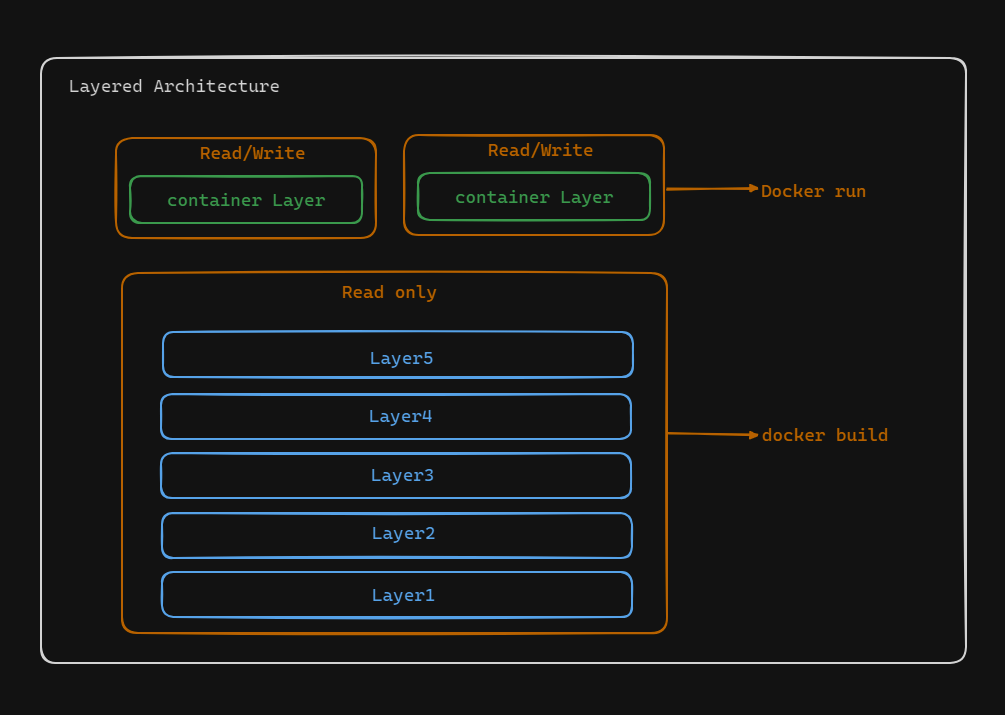 Layered Architecture
Read/Write
container Layer
Read/Write
container Layer
Docker run
Read only
Layer5
Layer4
Layer3
docker build
Layer2
Layer1